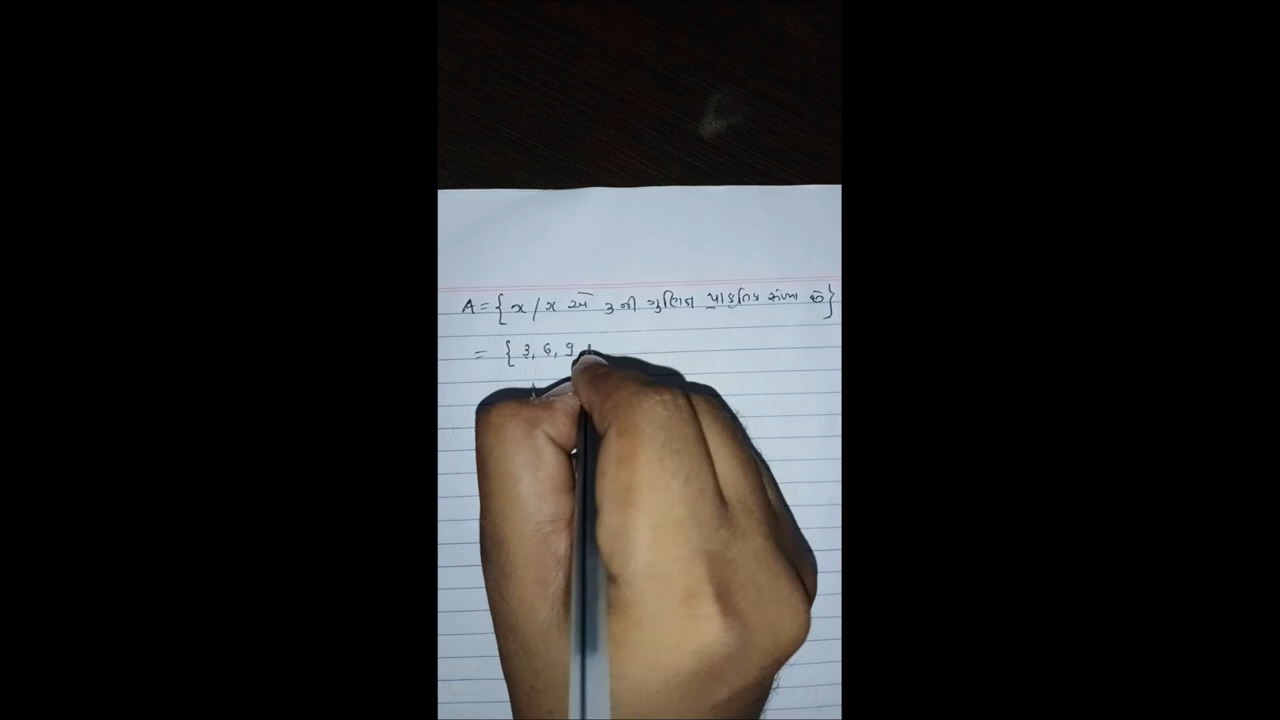 A = { x / x એ 3 ની ગુણિત પ્રાકૃતિક સંખ્યા છે }
= { 3, 6, 9